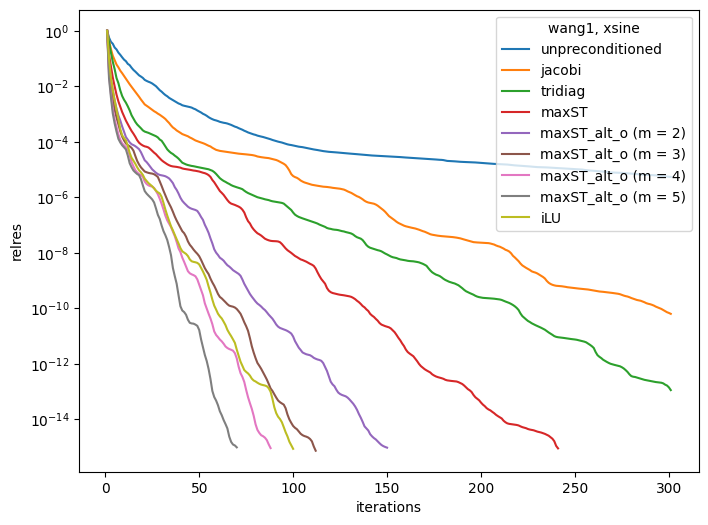 wang1, xsine
unpreconditioned
jacobi
tridiag
maxST
maxST_alt_o (m = 2)
maxST_alt_o (m = 3)
maxST_alt_o (m = 4)
maxST_alt_o (m = 5)
iLU
relres
10⁰
10⁻²
10⁻⁴
10⁻⁶
10⁻⁸
10⁻¹⁰
10⁻¹²
10⁻¹⁴
0 50 100 150 200 250 300
iterations